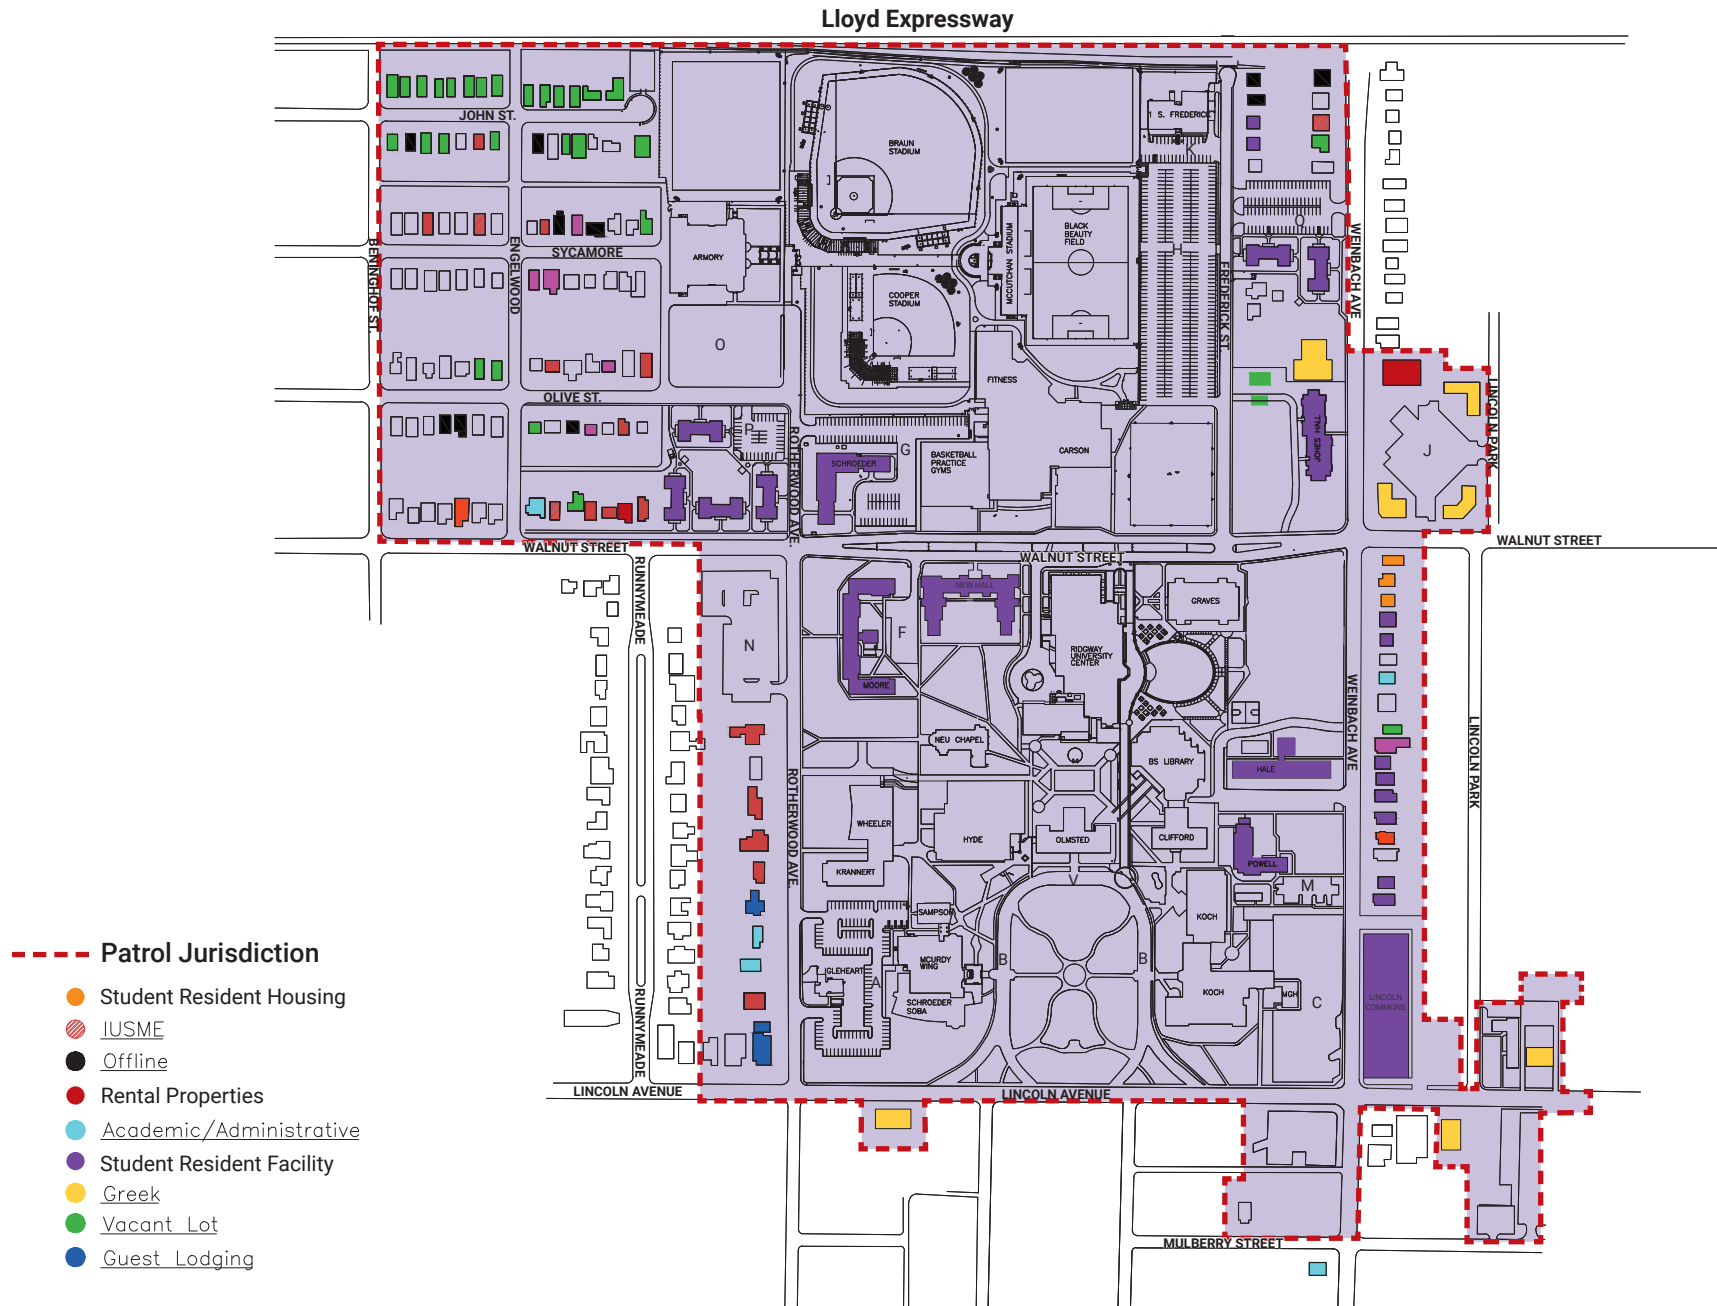 Lloyd Expressway
JOHN ST.
1 S. FREDERICK
K
BRAUN
STADIUM
BENINGHOF ST.
ENGELWOOD
SYCAMORE
ARMORY
MCCUTCHAN STADIUM
BLACK
BEAUTY
FIELD
H
FREDERICK ST.
Q
WEINBACH AVE
COOPER
STADIUM
O
FITNESS
OLIVE ST.
P
ROTHERWOOD AVE.
SCHROEDER
G
BASKETBALL
PRACTICE
GYMS
CARSON
JONES HALL
J
LINCOLN PARK
WALNUT STREET
WALNUT STREET
WALNUT STREET
RUNNYMEADE
N
F
MOORE
NEW HALL
RIDGWAY
UNIVERSITY
CENTER
GRAVES
WEINBACH AVE
LINCOLN PARK
NEU CHAPEL
BS LIBRARY
HALE
ROTHERWOOD AVE.
WHEELER
HYDE
OLMSTED
CLIFFORD
POWELL
KRANNERT
V
M
SAMPSON
KOCH
MCURDY
WING
B
B
IGLEHEART
A
SCHROEDER
SOBA
KOCH
MGH
C
LINCOLN
COMMONS
RUNNYMEADE
LINCOLN AVENUE
LINCOLN AVENUE
MULBERRY STREET
Patrol Jurisdiction
Student Resident Housing
IUSME
Offline
Rental Properties
Academic/Administrative
Student Resident Facility
Greek
Vacant Lot
Guest Lodging